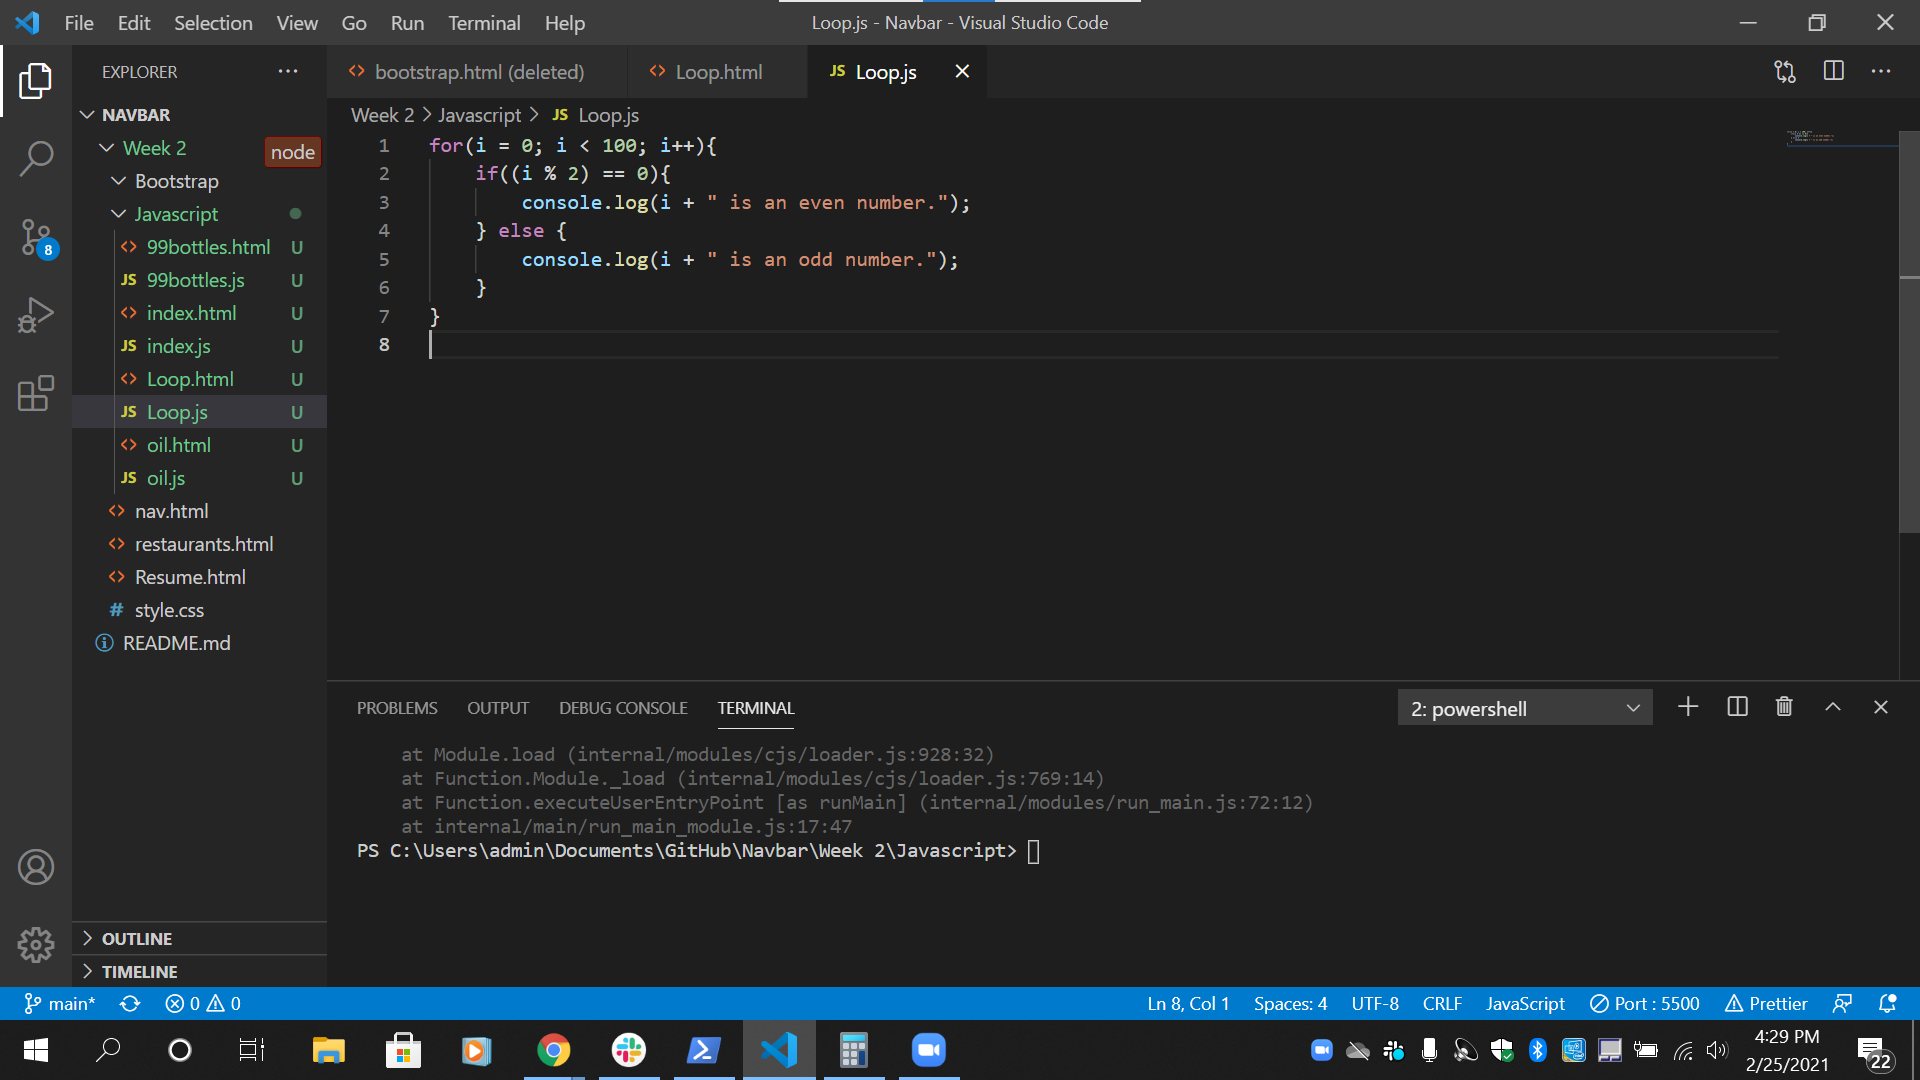 File Edit Selection View Go Run Terminal Help
Loop.js - Navbar - Visual Studio Code
EXPLORER
bootstrap.html (deleted)
Loop.html
JS Loop.js
NAVBAR
Week 2
node
Bootstrap
Javascript
99bottles.html U
JS 99bottles.js U
index.html U
JS index.js U
Loop.html U
JS Loop.js U
oil.html U
JS oil.js U
nav.html
restaurants.html
Resume.html
# style.css
README.md
OUTLINE
TIMELINE
8
Week 2 > Javascript > JS Loop.js
1 for(i = 0; i < 100; i++){
2 if((i % 2) == 0){
3 console.log(i + " is an even number.");
4 } else {
5 console.log(i + " is an odd number.");
6 }
7 }
8
PROBLEMS OUTPUT DEBUG CONSOLE TERMINAL
2: powershell
at Module.load (internal/modules/cjs/loader.js:928:32)
at Function.Module._load (internal/modules/cjs/loader.js:769:14)
at Function.executeUserEntryPoint [as runMain] (internal/modules/run_main.js:72:12)
at internal/main/run_main_module.js:17:47
PS C:\Users\admin\Documents\GitHub\Navbar\Week 2\Javascript>
main* 0 0
Ln 8, Col 1 Spaces: 4 UTF-8 CRLF JavaScript Port : 5500 Prettier
4:29 PM
2/25/2021
22